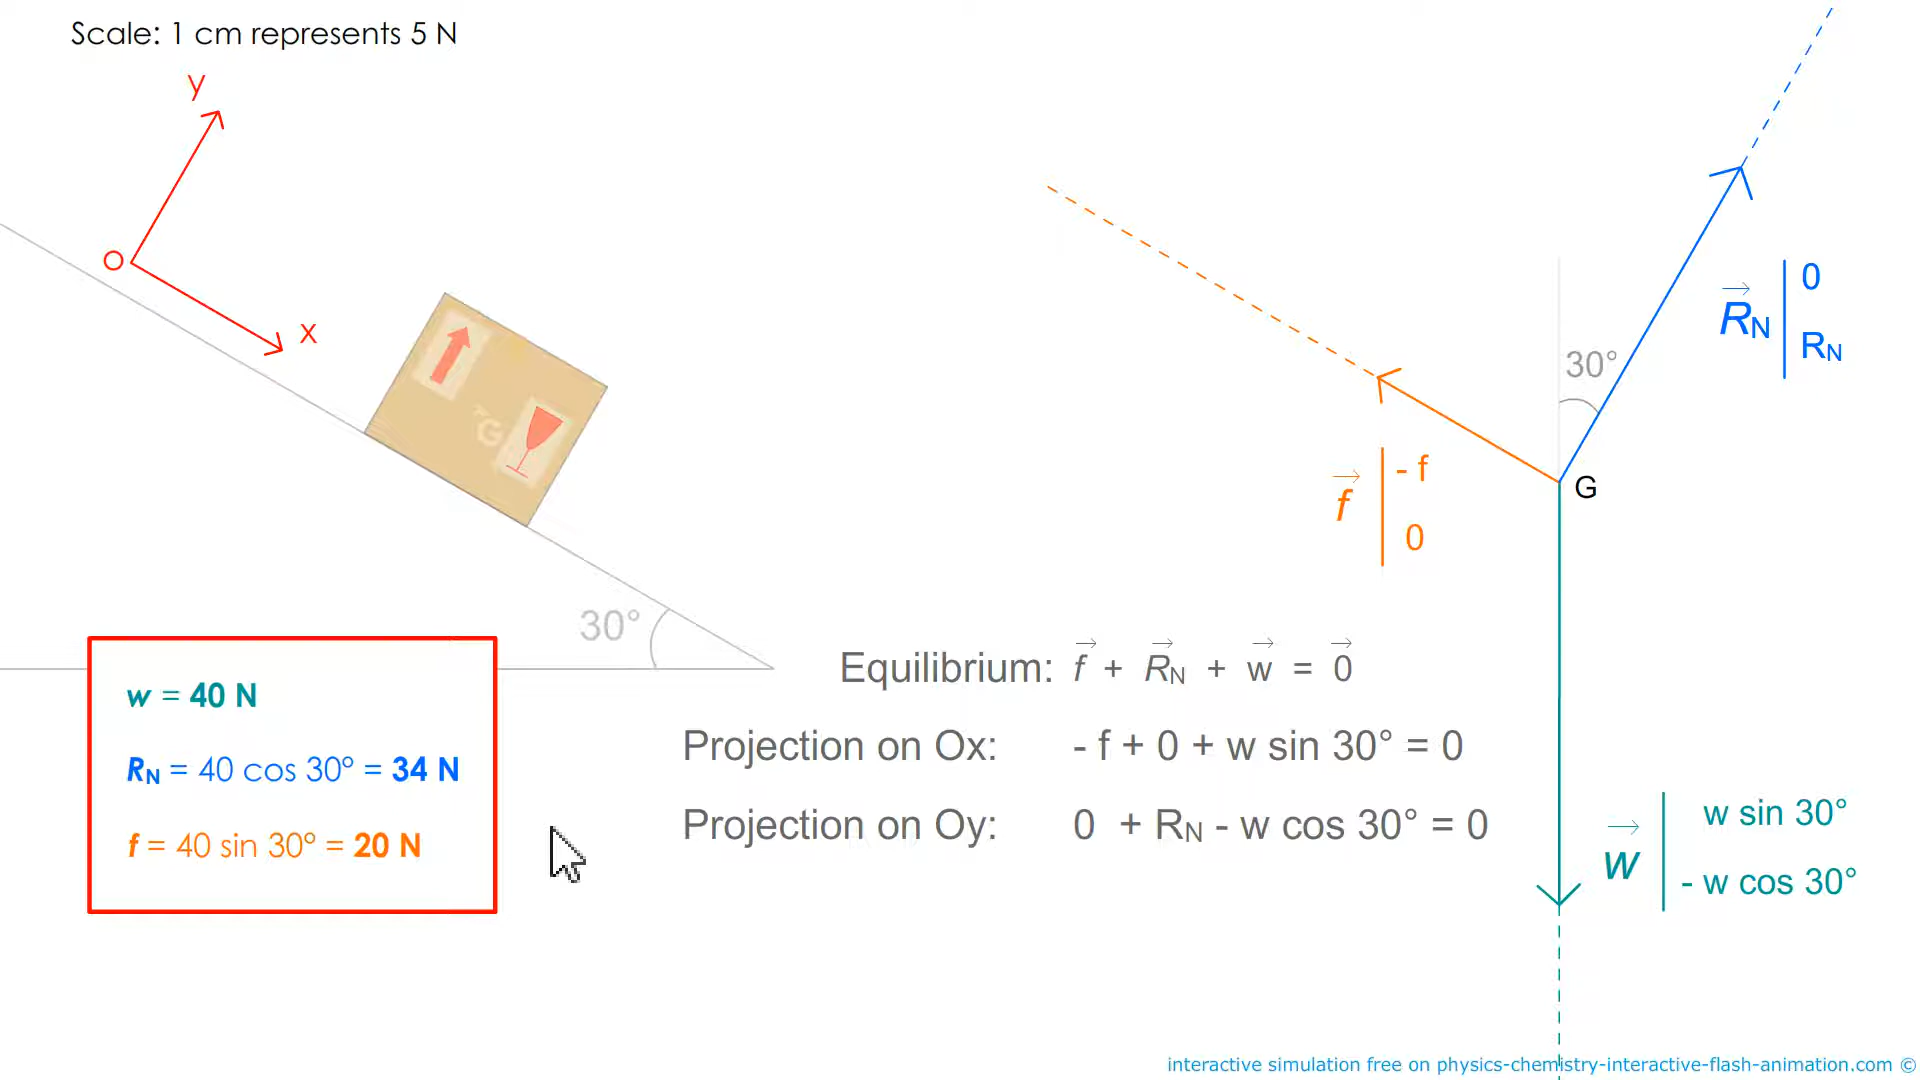 Scale: 1 cm represents 5 N
y
O
x
G
30°
w = 40 N
RN = 40 cos 30° = 34 N
f = 40 sin 30° = 20 N
Equilibrium: f + RN + w = 0
Projection on Ox: - f + 0 + w sin 30° = 0
Projection on Oy: 0 + RN - w cos 30° = 0
30°
RN
0
RN
G
f
- f
0
w
w sin 30°
- w cos 30°
interactive simulation free on physics-chemistry-interactive-flash-animation.com ©